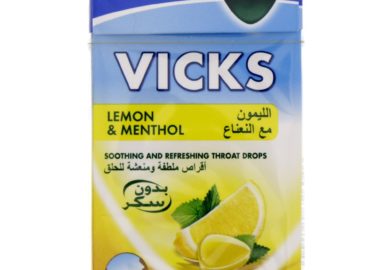 VICKS
LEMON
& MENTHOL
الليمون
مع النعناع
SOOTHING AND REFRESHING THROAT DROPS
أقراص ملطفة ومنعشة للحلق
بدون
سكر